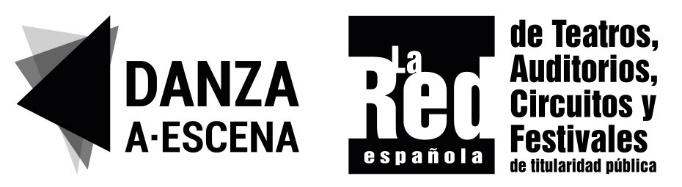 DANZA
A·ESCENA
La
Red
española
de Teatros,
Auditorios,
Circuitos y
Festivales
de titularidad pública